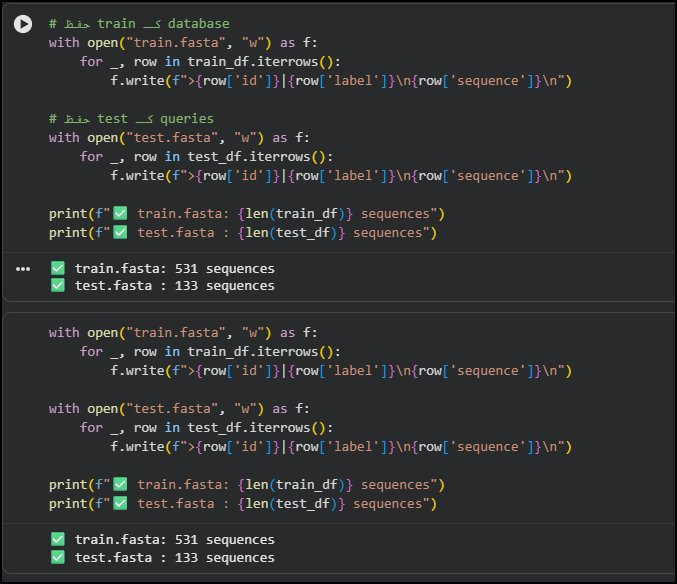 # حفظ train كـ database
with open("train.fasta", "w") as f:
    for _, row in train_df.iterrows():
        f.write(f">{row['id']}|{row['label']}\n{row['sequence']}\n")

# حفظ test كـ queries
with open("test.fasta", "w") as f:
    for _, row in test_df.iterrows():
        f.write(f">{row['id']}|{row['label']}\n{row['sequence']}\n")

print(f"✅ train.fasta: {len(train_df)} sequences")
print(f"✅ test.fasta : {len(test_df)} sequences")
✅ train.fasta: 531 sequences
✅ test.fasta : 133 sequences
with open("train.fasta", "w") as f:
    for _, row in train_df.iterrows():
        f.write(f">{row['id']}|{row['label']}\n{row['sequence']}\n")

with open("test.fasta", "w") as f:
    for _, row in test_df.iterrows():
        f.write(f">{row['id']}|{row['label']}\n{row['sequence']}\n")

print(f"✅ train.fasta: {len(train_df)} sequences")
print(f"✅ test.fasta : {len(test_df)} sequences")
✅ train.fasta: 531 sequences
✅ test.fasta : 133 sequences